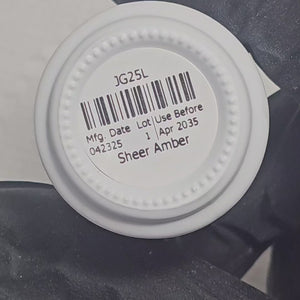 JG25L
Mfg. Date Lot Use Before
042325 1 Apr 2035
Sheer Amber